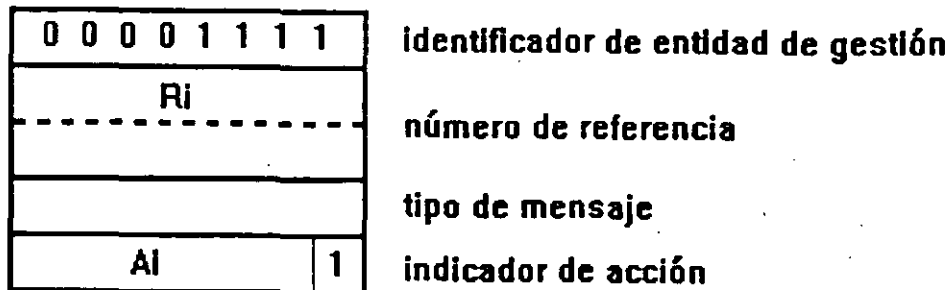 0 0 0 0 1 1 1 1 identificador de entidad de gestión
Ri
número de referencia
tipo de mensaje
Ai 1 indicador de acción